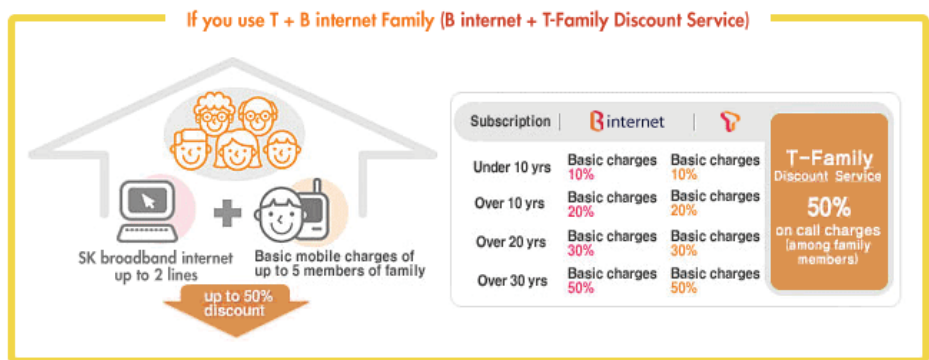 If you use T + B internet Family (B internet + T-Family Discount Service)
SK broadband internet
up to 2 lines
Basic mobile charges of
up to 5 members of family
up to 50%
discount
Subscription | B internet | T
Under 10 yrs Basic charges 10% Basic charges 10%
Over 10 yrs Basic charges 20% Basic charges 20%
Over 20 yrs Basic charges 30% Basic charges 30%
Over 30 yrs Basic charges 50% Basic charges 50%
T-Family
Discount Service
50%
on call charges
(among family
members)